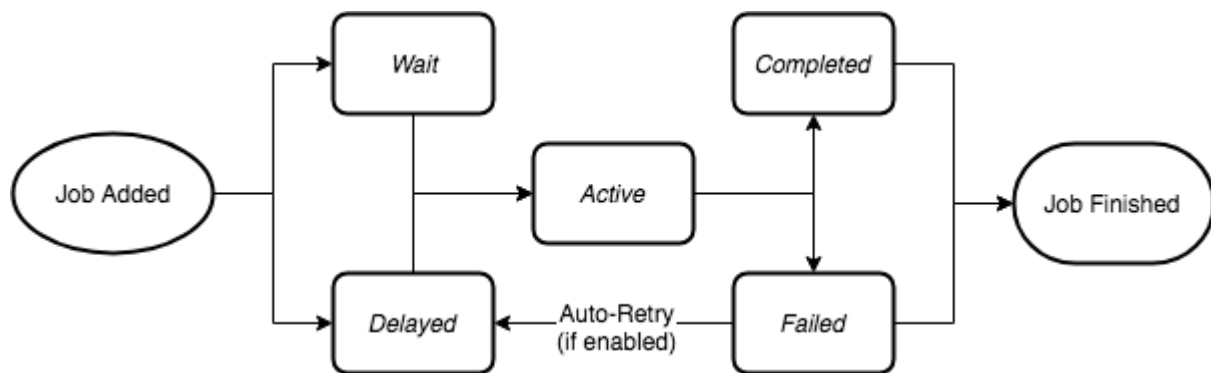 Wait
Completed
Job Added
Active
Job Finished
Delayed
Auto-Retry
(if enabled)
Failed